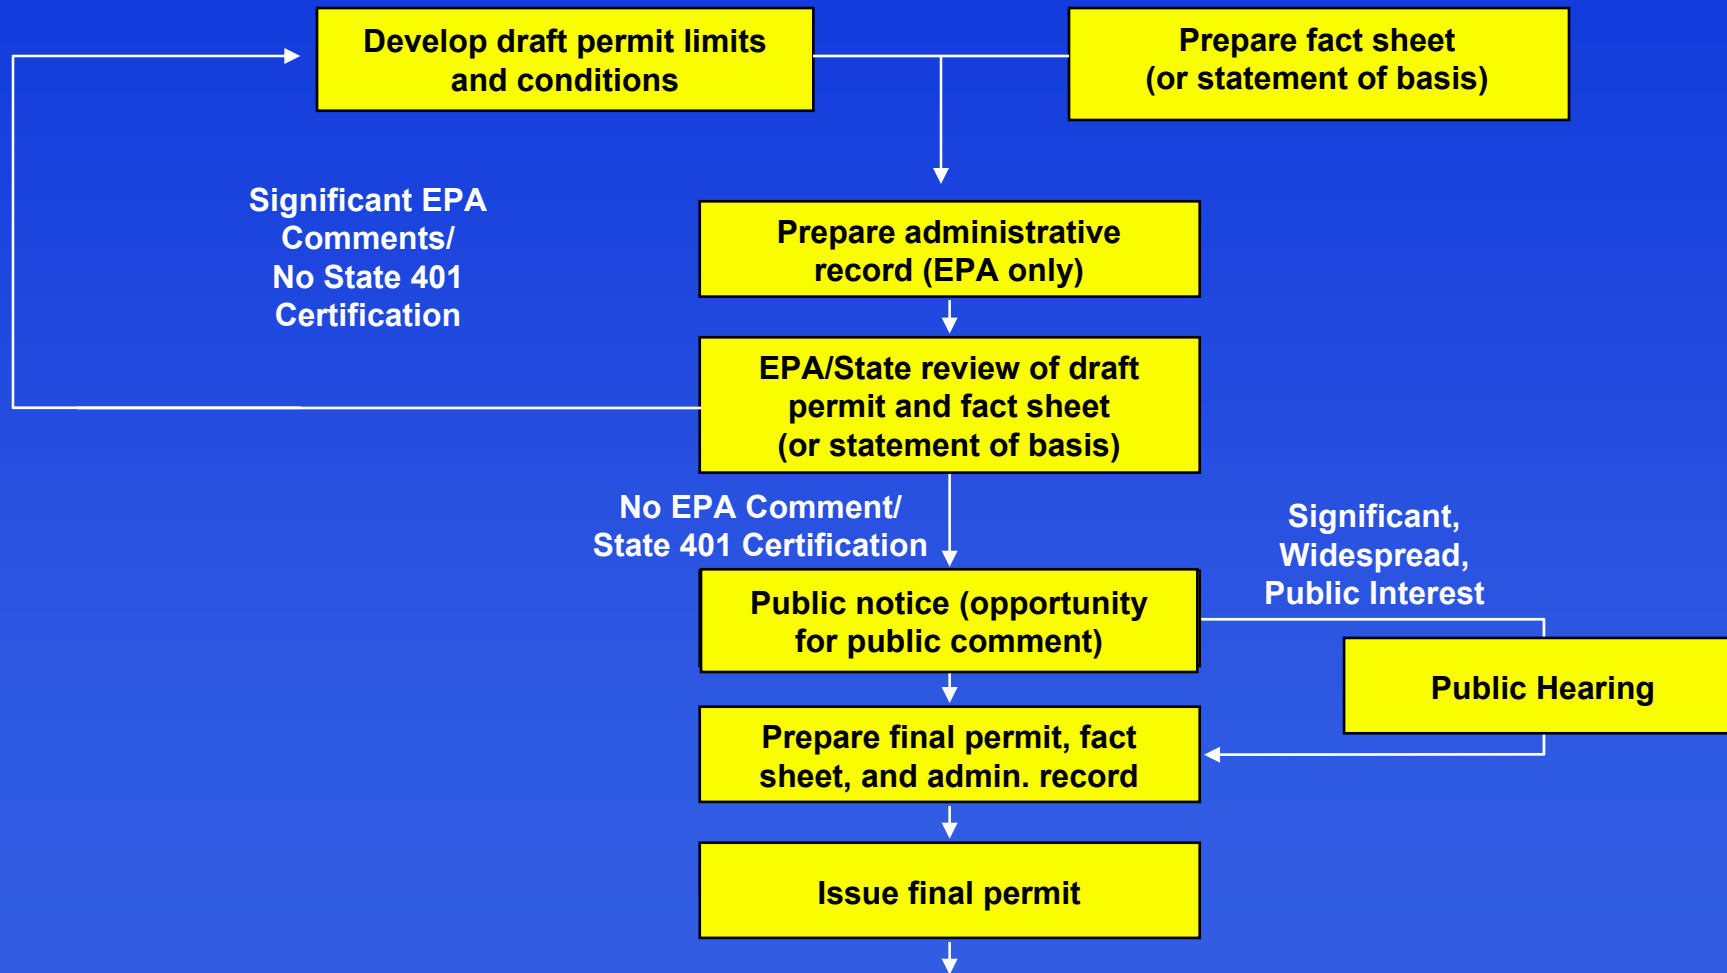 Develop draft permit limits
and conditions
Prepare fact sheet
(or statement of basis)
Significant EPA
Comments/
No State 401
Certification
Prepare administrative
record (EPA only)
EPA/State review of draft
permit and fact sheet
(or statement of basis)
No EPA Comment/
State 401 Certification
Significant,
Widespread,
Public Interest
Public notice (opportunity
for public comment)
Public Hearing
Prepare final permit, fact
sheet, and admin. record
Issue final permit